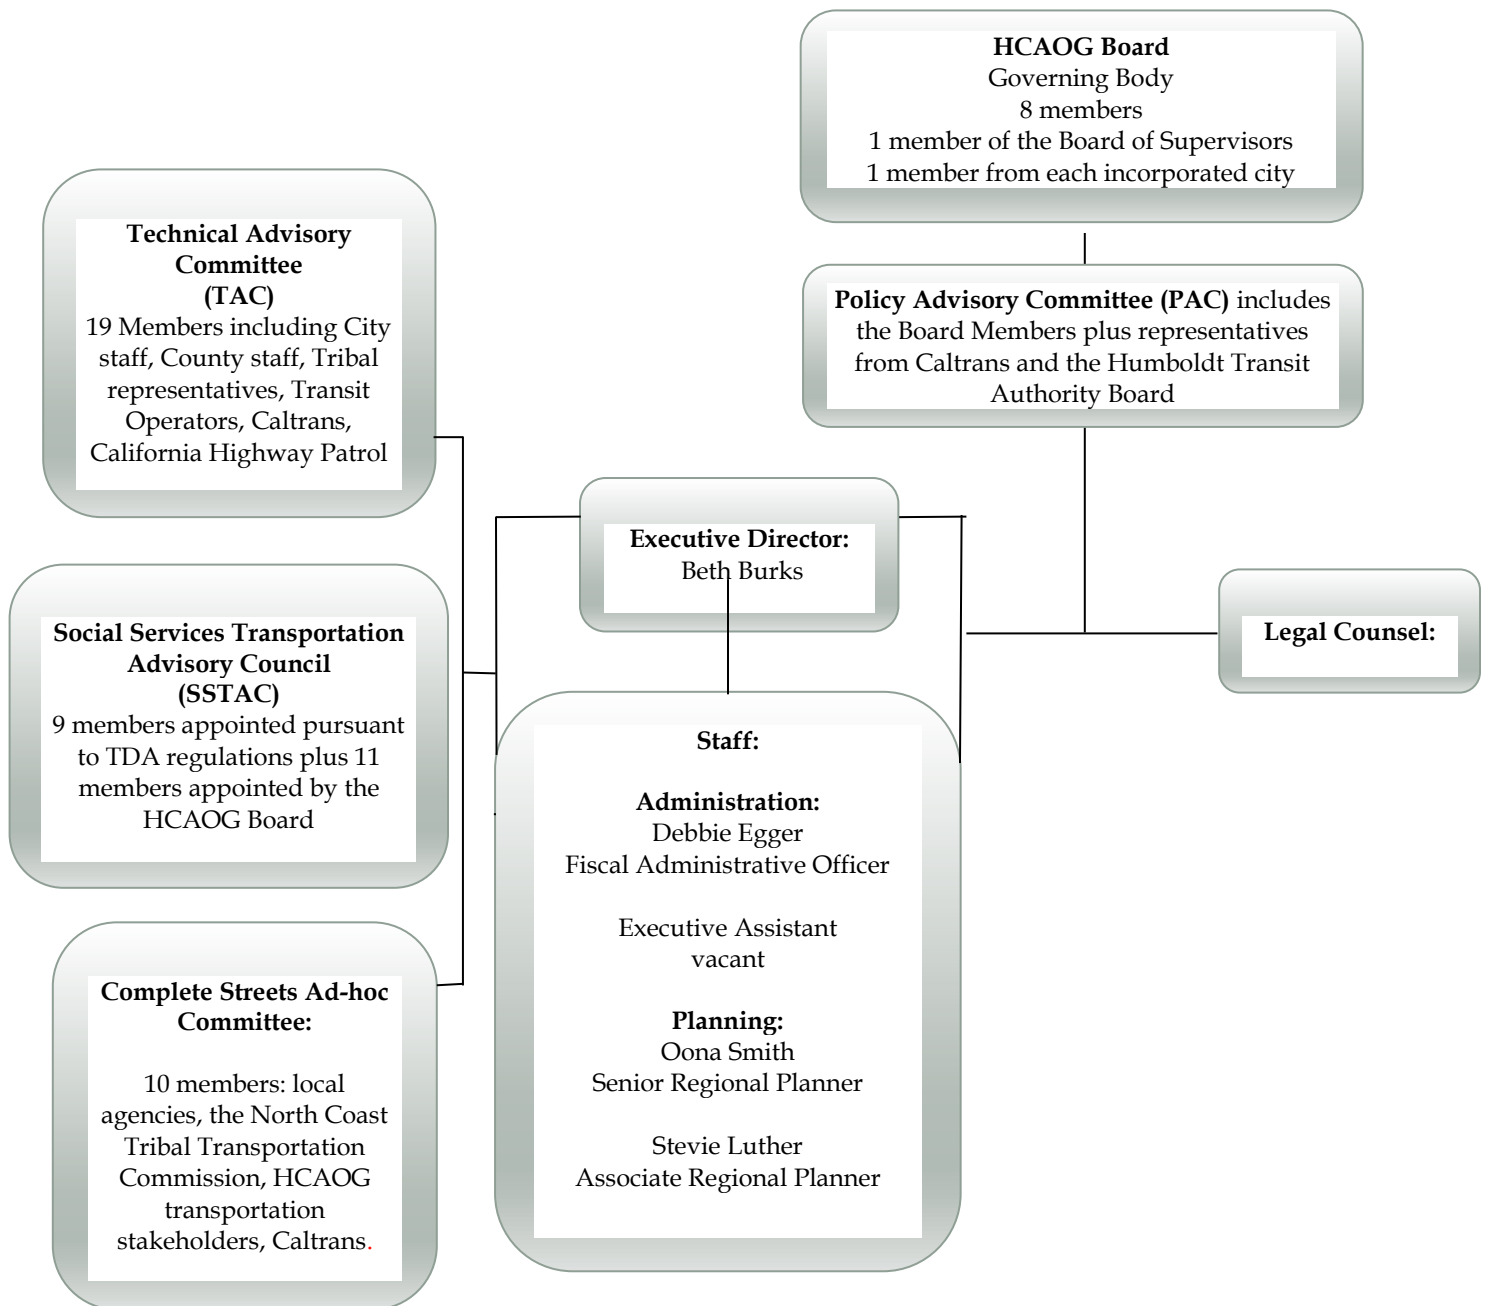 HCAOG Board
Governing Body
8 members
1 member of the Board of Supervisors
1 member from each incorporated city
Technical Advisory
Committee
(TAC)
19 Members including City
staff, County staff, Tribal
representatives, Transit
Operators, Caltrans,
California Highway Patrol
Policy Advisory Committee (PAC) includes
the Board Members plus representatives
from Caltrans and the Humboldt Transit
Authority Board
Executive Director:
Beth Burks
Legal Counsel:
Social Services Transportation
Advisory Council
(SSTAC)
9 members appointed pursuant
to TDA regulations plus 11
members appointed by the
HCAOG Board
Staff:
Administration:
Debbie Egger
Fiscal Administrative Officer
Executive Assistant
vacant
Planning:
Oona Smith
Senior Regional Planner
Stevie Luther
Associate Regional Planner
Complete Streets Ad-hoc
Committee:
10 members: local
agencies, the North Coast
Tribal Transportation
Commission, HCAOG
transportation
stakeholders, Caltrans.